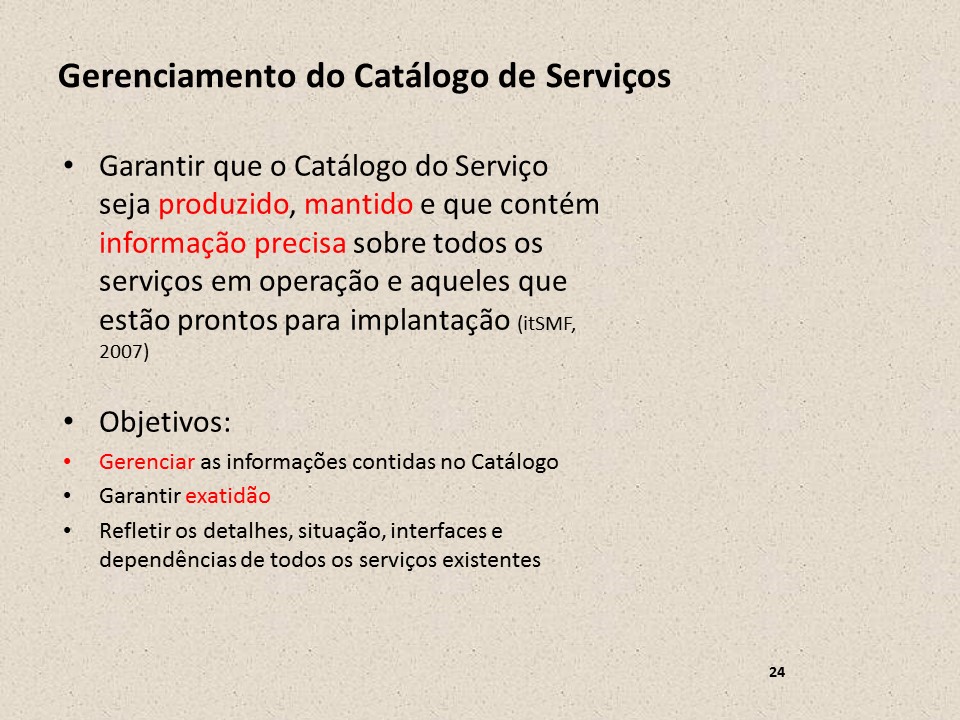 Gerenciamento do Catálogo de Serviços
• Garantir que o Catálogo do Serviço
seja produzido, mantido e que contém
informação precisa sobre todos os
serviços em operação e aqueles que
estão prontos para implantação (itSMF,
2007)
• Objetivos:
• Gerenciar as informações contidas no Catálogo
• Garantir exatidão
• Refletir os detalhes, situação, interfaces e
dependências de todos os serviços existentes
24